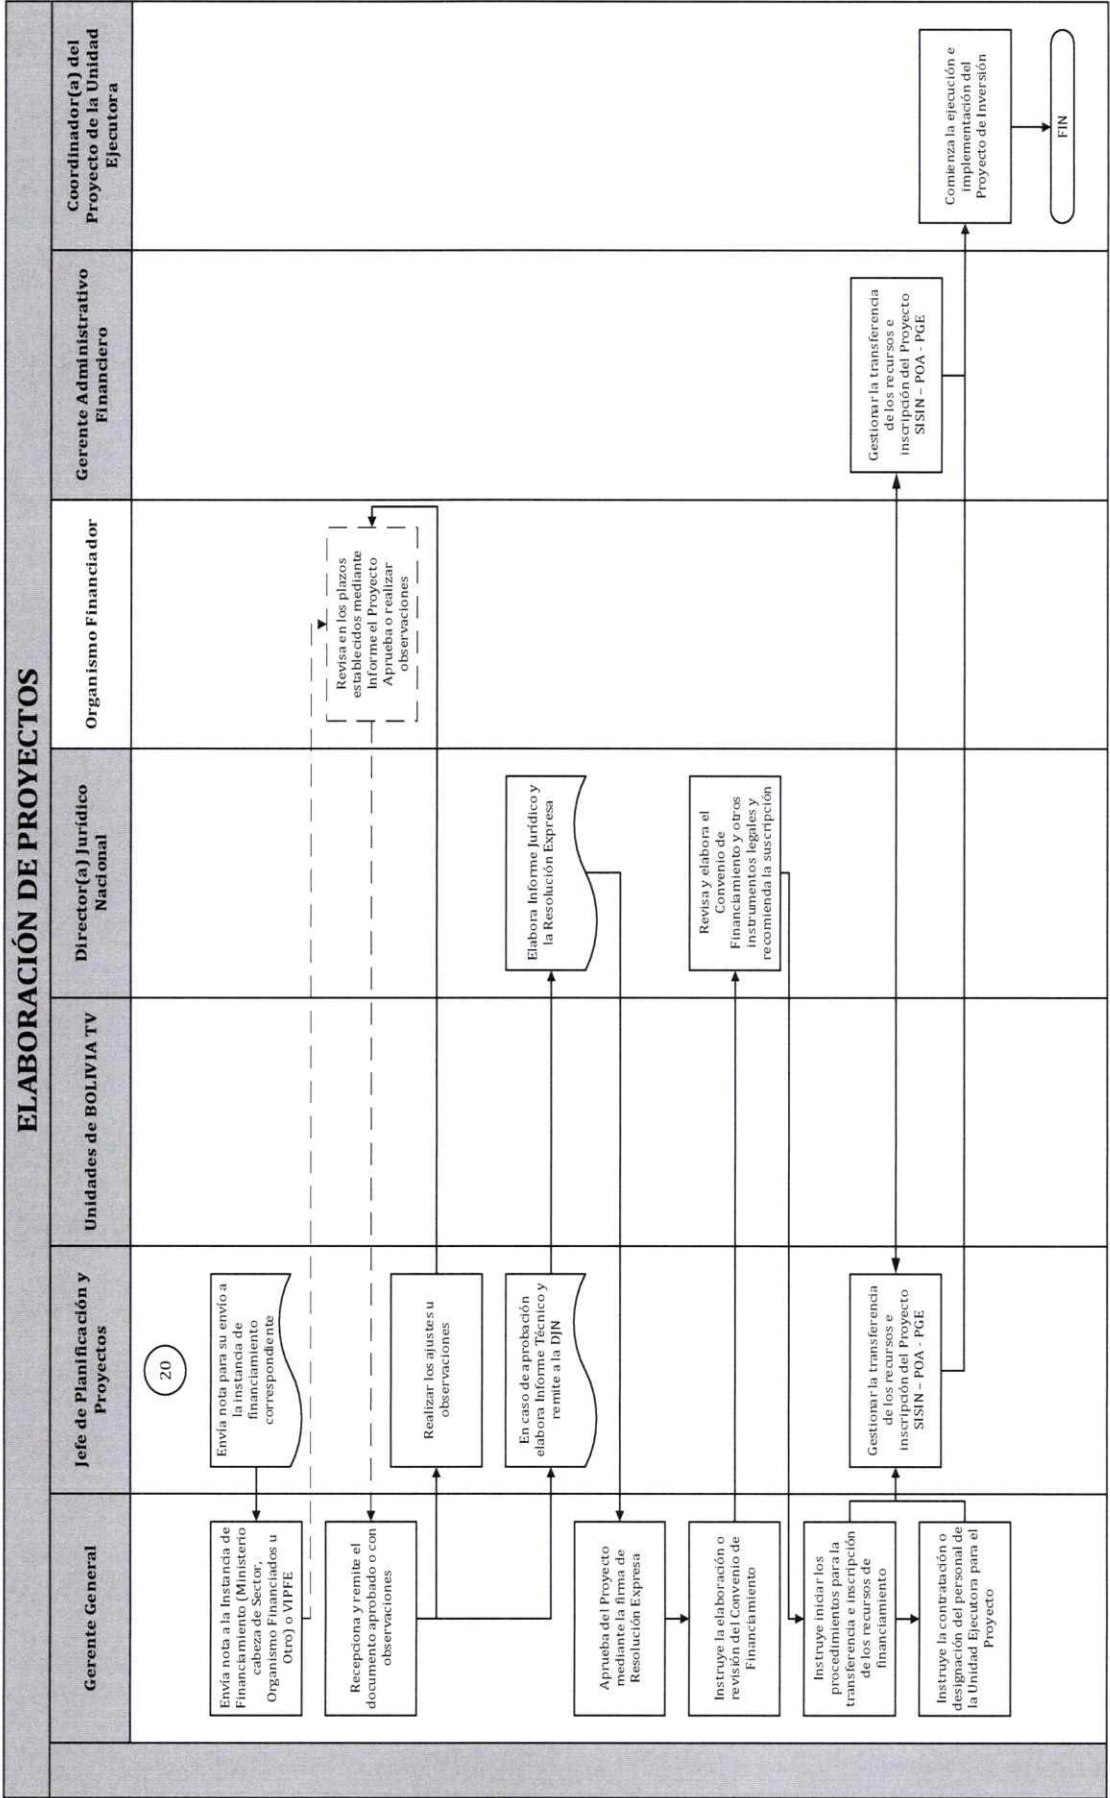 ELABORACIÓN DE PROYECTOS
Gerente General
Jefe de Planificación y
Proyectos
Unidades de BOLIVIA TV
Director(a) Jurídico
Nacional
Organismo Financiador
Gerente Administrativo
Financiero
Coordinador(a) del
Proyecto de la Unidad
Ejecutora
20
Envía nota para su envío a
la instancia de
financiamiento
correspondiente
Envía nota a la Instancia de
Financiamiento (Ministerio
cabeza de Sector,
Organismo Financiados u
Otro) o VIPFE
Revisa en los plazos
establecidos mediante
Informe el Proyecto
Aprueba o realizar
observaciones
Recepciona y remite el
documento aprobado o con
observaciones
Realizar los ajustes u
observaciones
En caso de aprobación
elabora Informe Técnico y
remite a la DJN
Elabora Informe Jurídico y
la Resolución Expresa
Aprueba del Proyecto
mediante la firma de
Resolución Expresa
Instruye la elaboración o
revisión del Convenio de
Financiamiento
Revisa y elabora el
Convenio de
Financiamiento y otros
instrumentos legales y
recomienda la suscripción
Instruye iniciar los
procedimientos para la
transferencia e inscripción
de los recursos de
financiamiento
Instruye la contratación o
designación del personal de
la Unidad Ejecutora para el
Proyecto
Gestionar la transferencia
de los recursos e
inscripción del Proyecto
SISIN – POA - PGE
Gestionar la transferencia
de los recursos e
inscripción del Proyecto
SISIN – POA - PGE
Comienza la ejecución e
implementación del
Proyecto de Inversión
FIN